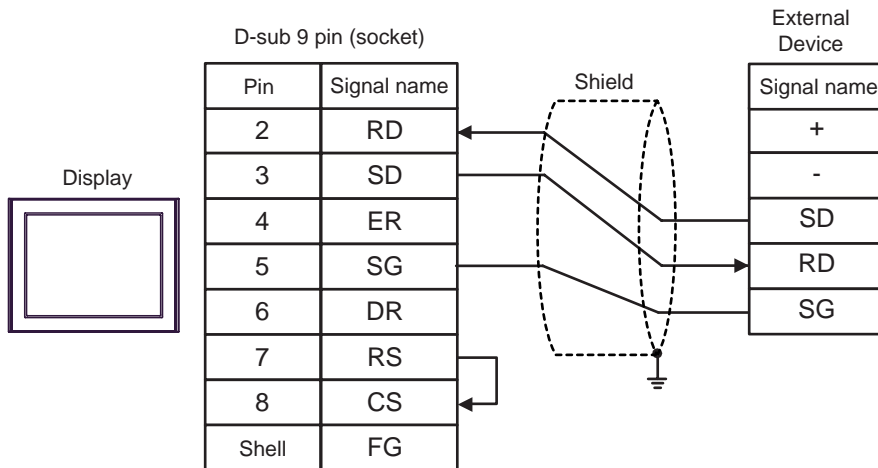 D-sub 9 pin (socket)
External
Device
Display
Shield
Pin Signal name
2 RD
3 SD
4 ER
5 SG
6 DR
7 RS
8 CS
Shell FG
Signal name
+
-
SD
RD
SG